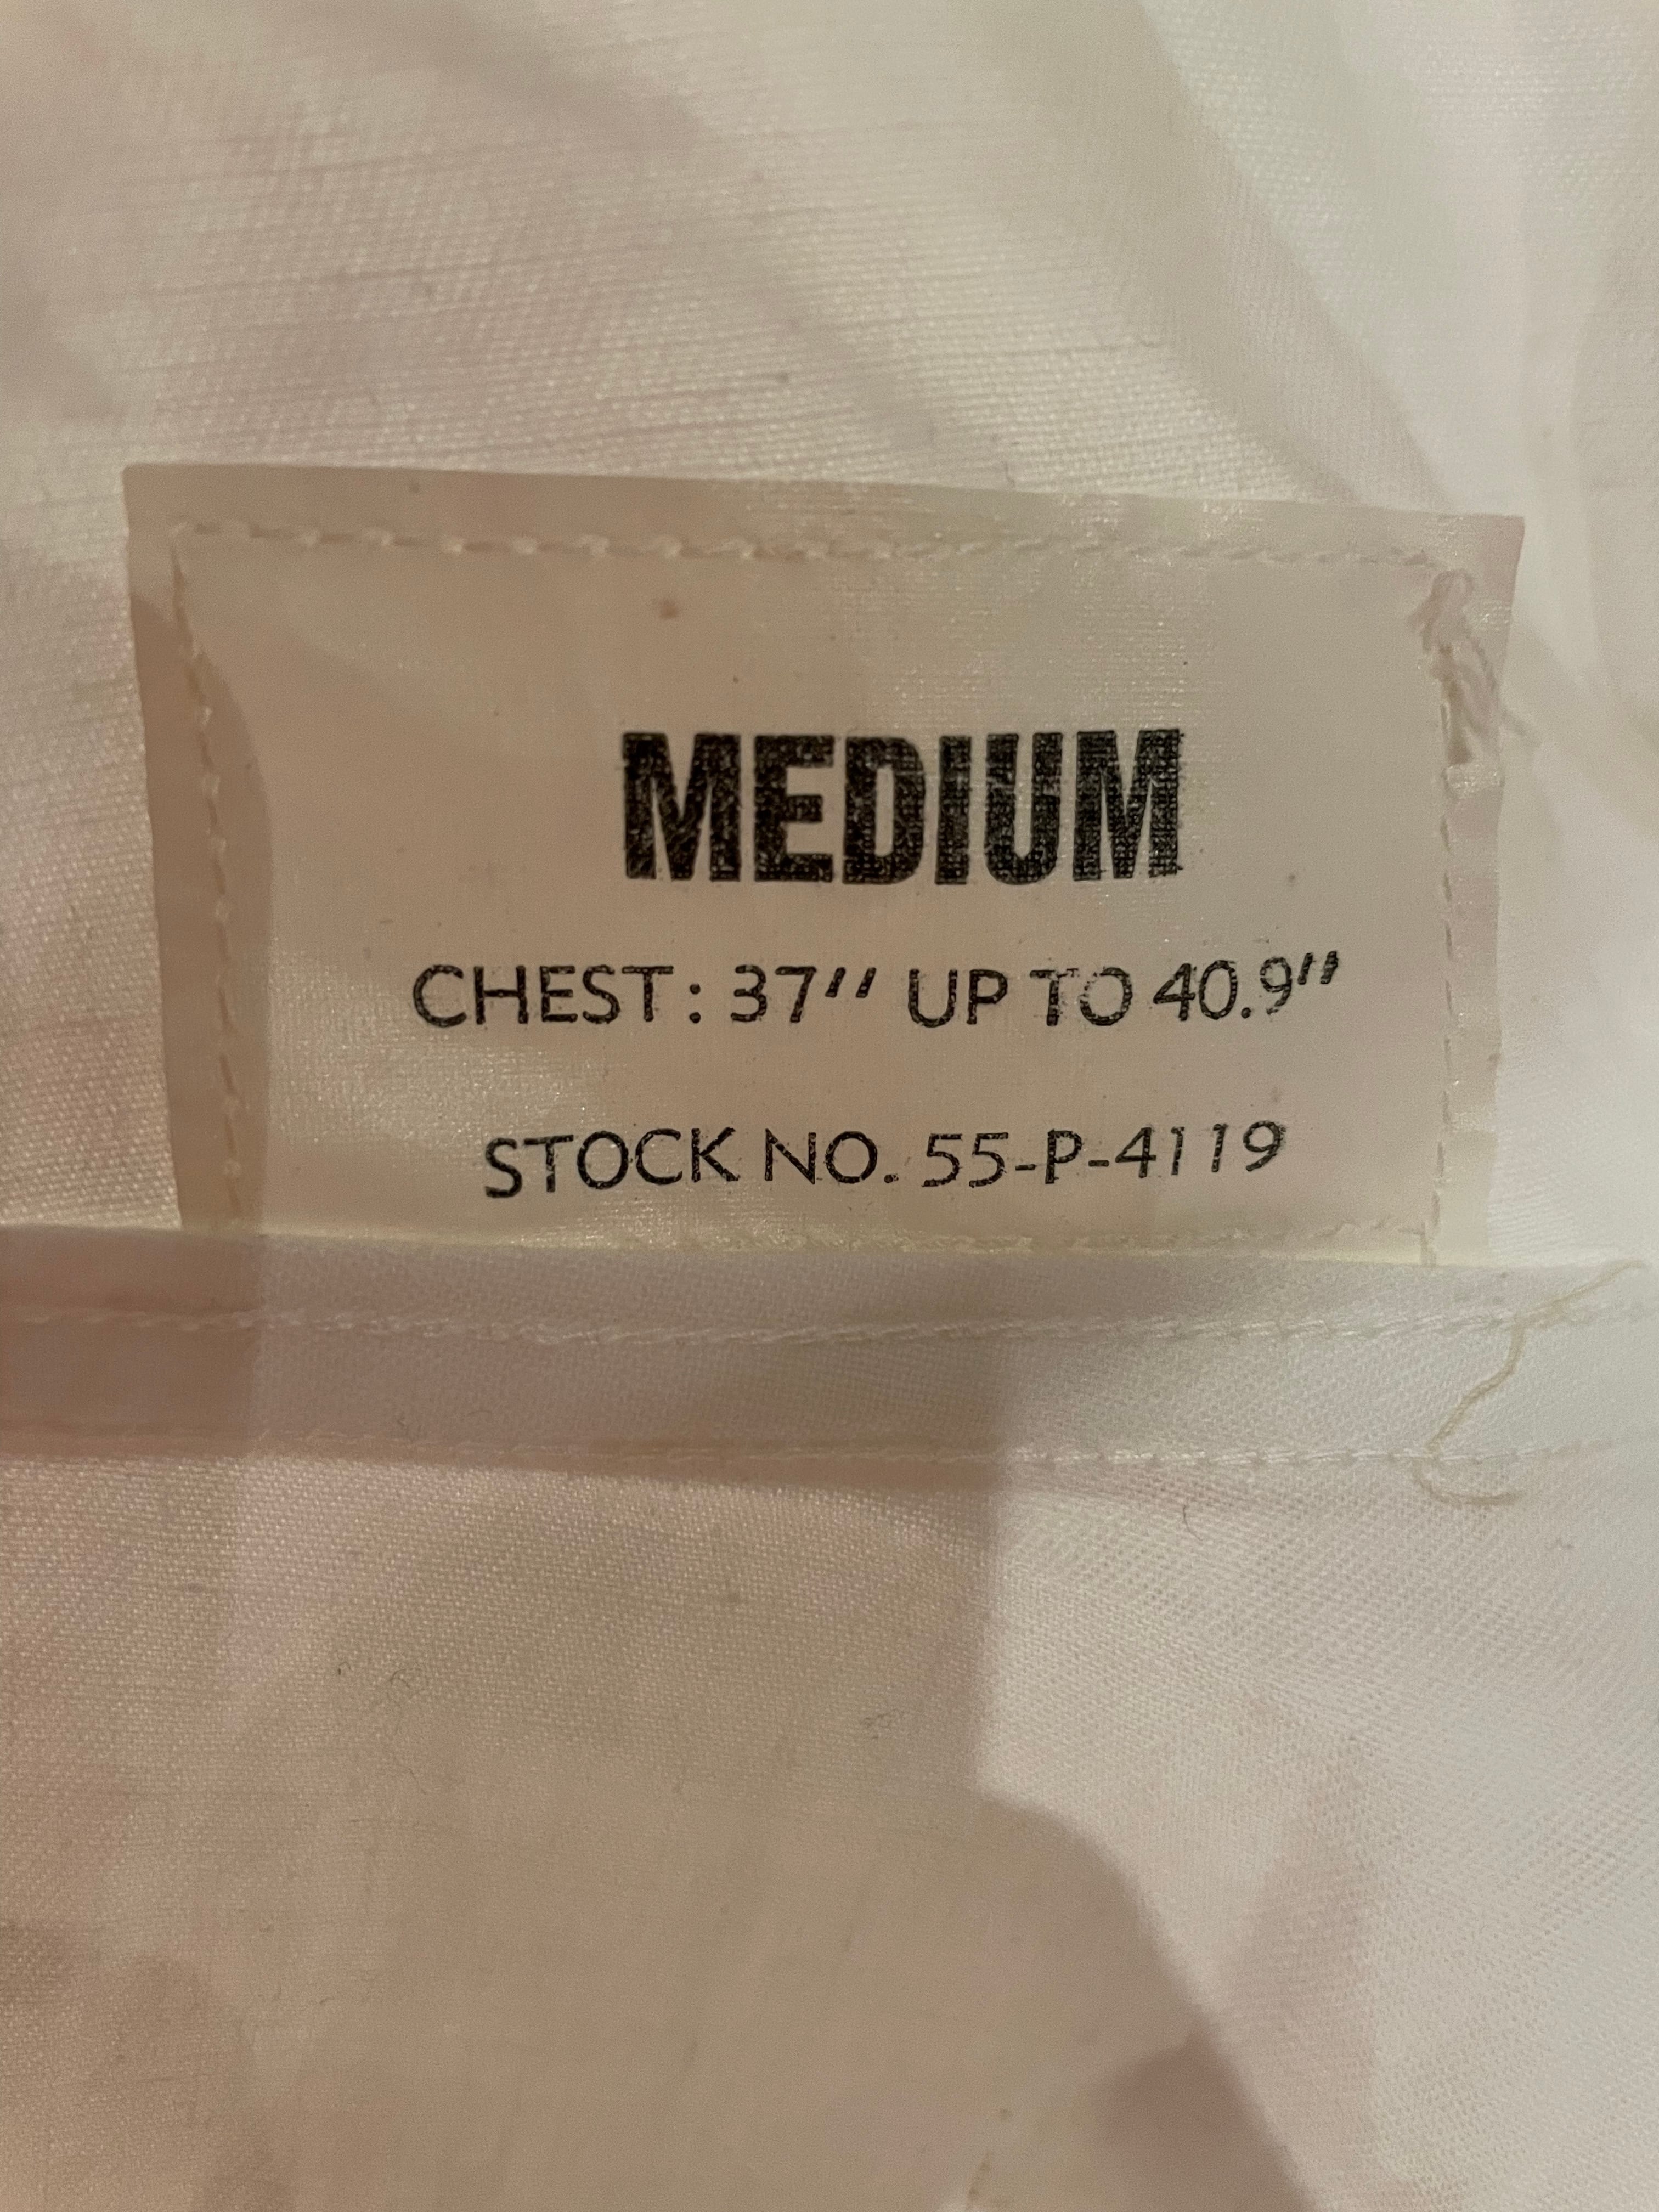 MEDIUM
CHEST: 37" UP TO 40.9"
STOCK NO. 55-P-4119